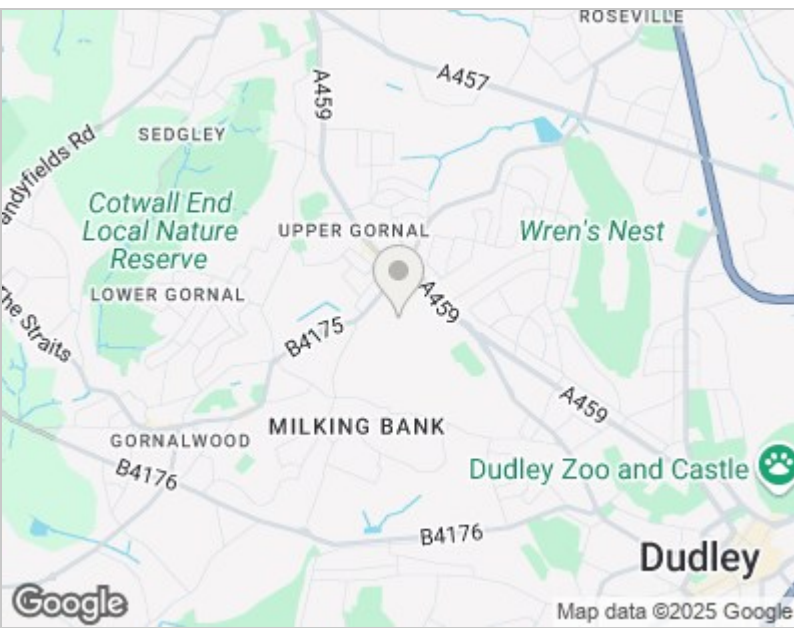 ROSEVILLE
A457
A459
SEDGLEY
andyfields Rd
Cotwall End
Local Nature
Reserve
UPPER GORNAL
Wren's Nest
LOWER GORNAL
The Straits
A459
B4175
A459
MILKING BANK
GORNALWOOD
B4176
Dudley Zoo and Castle
B4176
Dudley
Google
Map data ©2025 Google